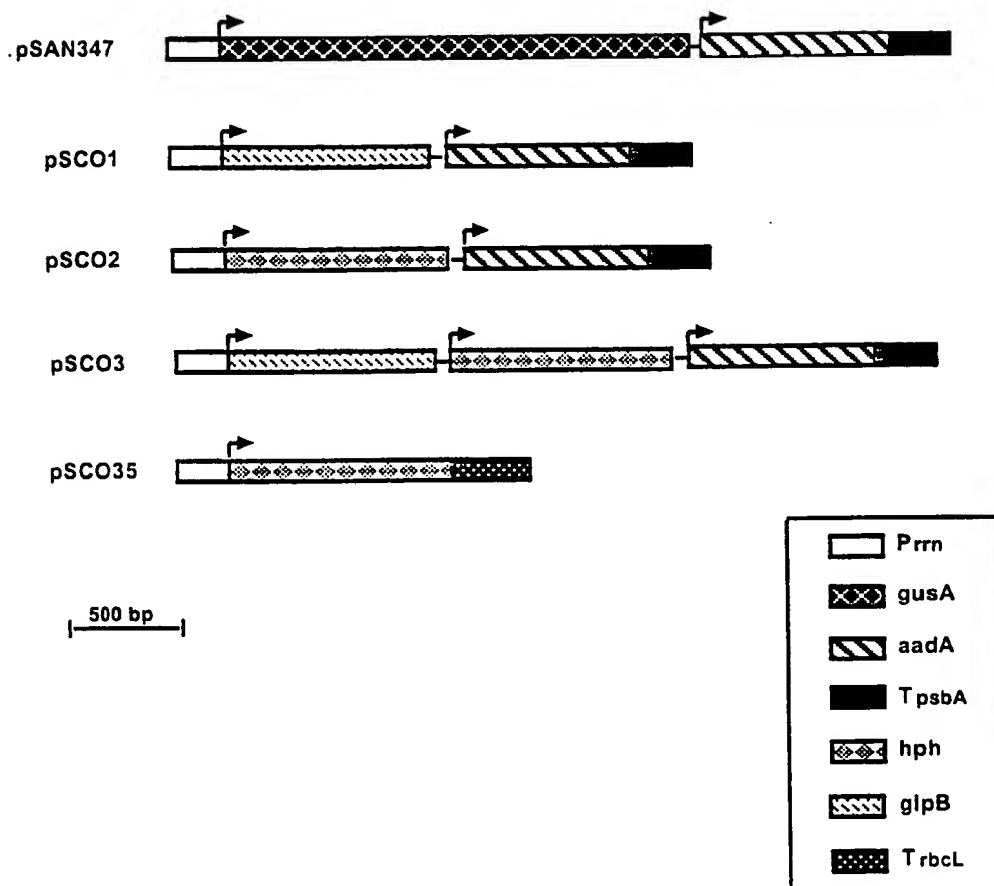 .pSAN347
pSCO1
pSCO2
pSCO3
pSCO35
500 bp
Prrn
gusA
aadA
TpsbA
hph
glpB
TrbcL